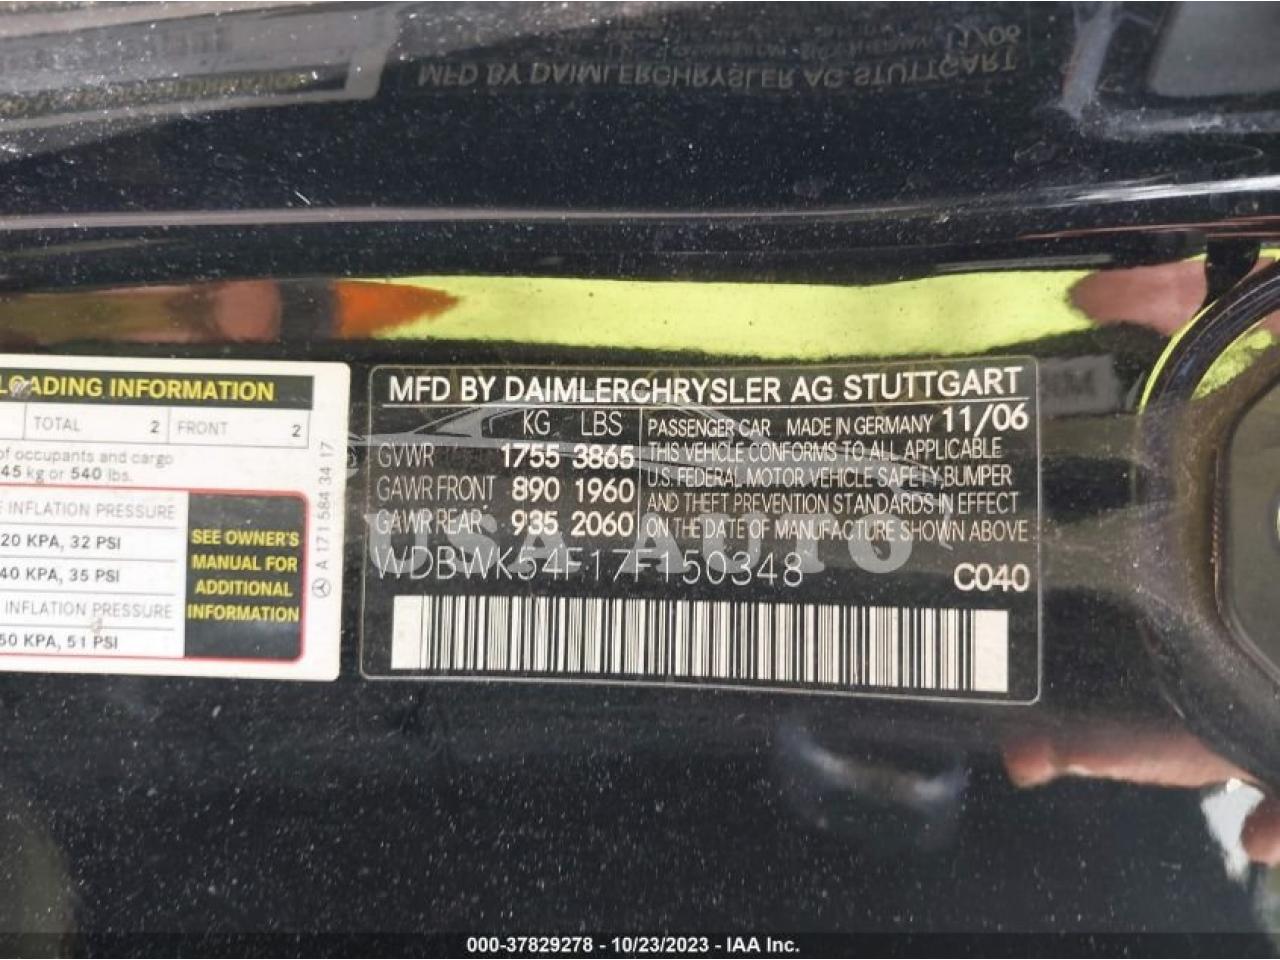 MFD BY DAIMLERCHRYSLER AG STUTTGART
LOADING INFORMATION
TOTAL 2 FRONT 2
of occupants and cargo
45 kg or 540 lbs.
INFLATION PRESSURE
20 KPA, 32 PSI
40 KPA, 35 PSI
INFLATION PRESSURE
50 KPA, 51 PSI
SEE OWNER'S
MANUAL FOR
ADDITIONAL
INFORMATION
A 171 584 34 17
MFD BY DAIMLERCHRYSLER AG STUTTGART
KG LBS
GVWR 1755 3865
GAWR FRONT 890 1960
GAWR REAR 935 2060
PASSENGER CAR MADE IN GERMANY 11/06
THIS VEHICLE CONFORMS TO ALL APPLICABLE
U.S. FEDERAL MOTOR VEHICLE SAFETY, BUMPER
AND THEFT PREVENTION STANDARDS IN EFFECT
ON THE DATE OF MANUFACTURE SHOWN ABOVE
USA AUTO
WDBWK54F17F150348 C040
000-37829278 - 10/23/2023 - IAA Inc.